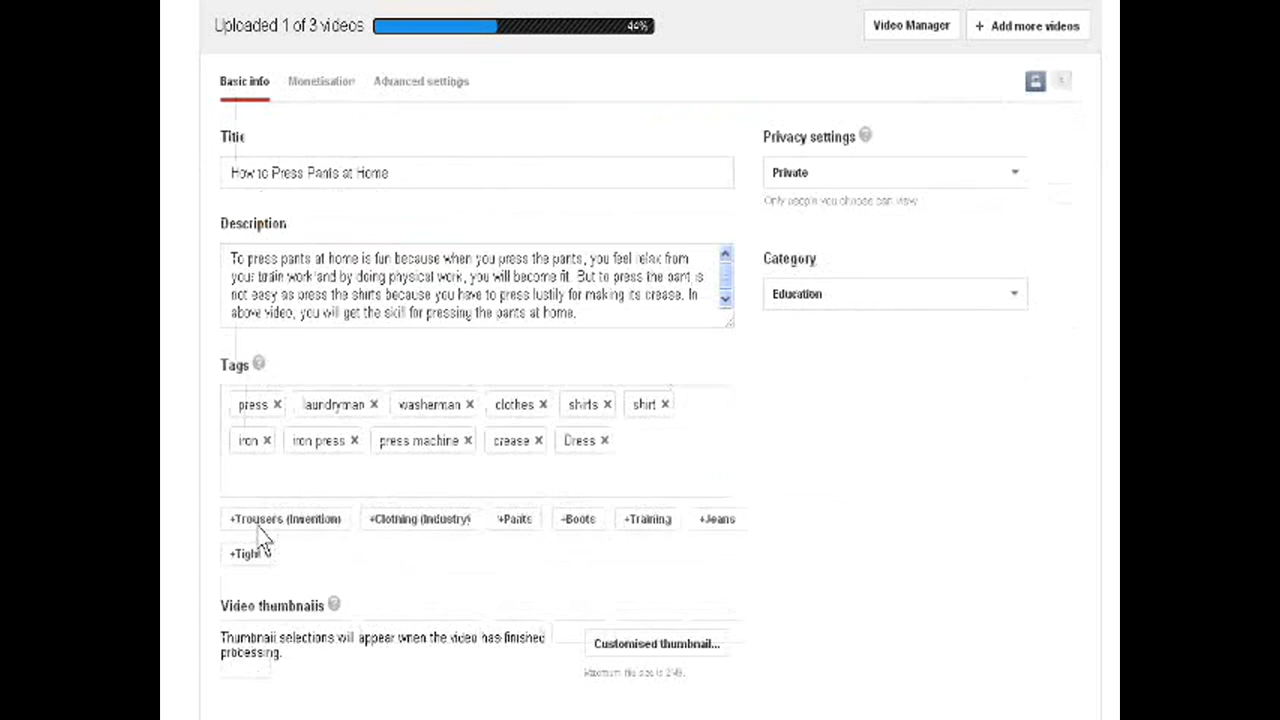 Uploaded 1 of 3 videos 44% Video Manager + Add more videos
Basic info Monetisation Advanced settings
Title
How to Press Pants at Home
Privacy settings ?
Private
Only people you choose can view
Description
To press pants at home is fun because when you press the pants, you feel relax from
your brain work and by doing physical work, you will become fit. But to press the pant is
not easy as press the shirts because you have to press lustily for making its crease. In
above video, you will get the skill for pressing the pants at home.
Category
Education
Tags ?
press × laundryman × washerman × clothes × shirts × shirt ×
iron × iron press × press machine × crease × Dress ×
+Trousers (Invention) +Clothing (Industry) +Pants +Boots +Training +Jeans
Video thumbnails ?
Thumbnail selections will appear when the video has finished
processing.
Customised thumbnail...
Maximum file size is